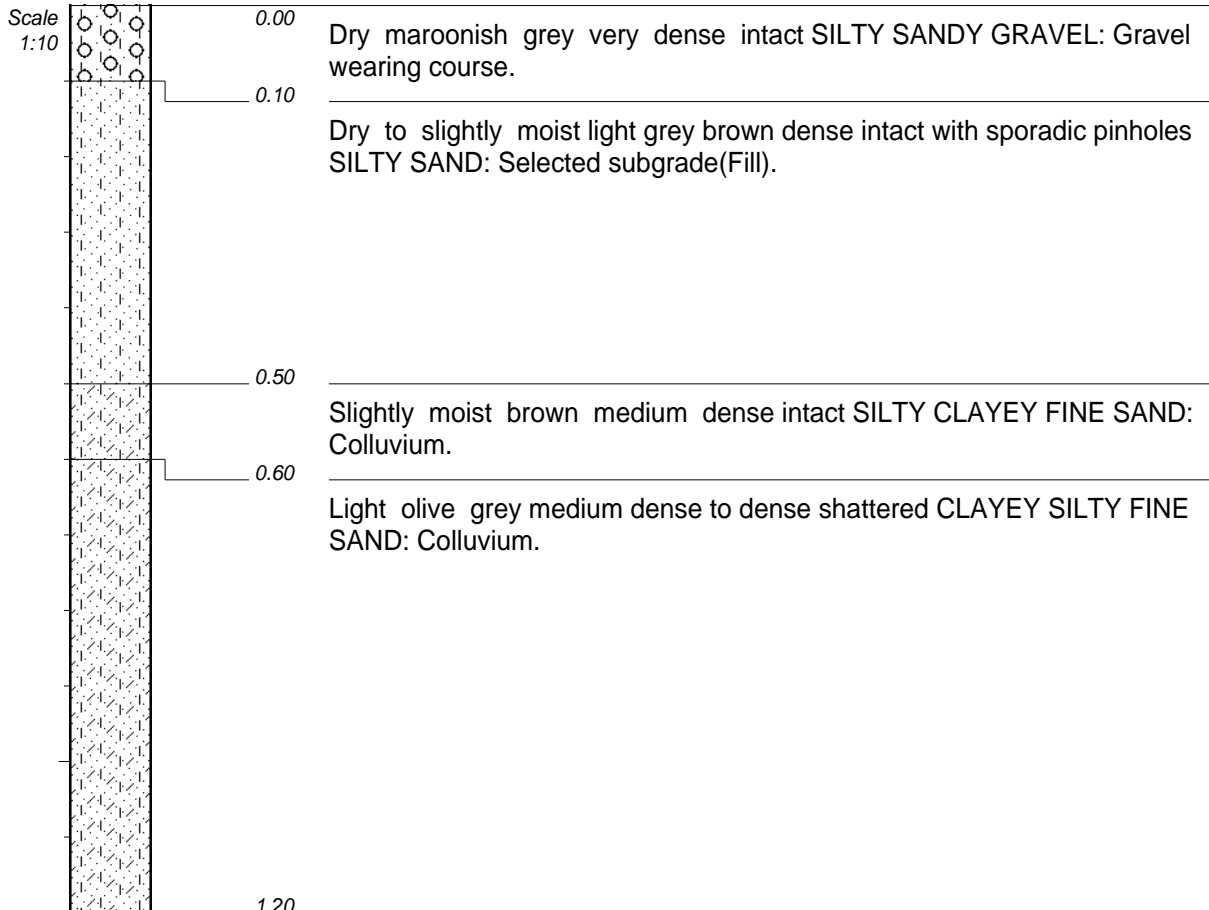 Scale
1:10
0.00
Dry maroonish grey very dense intact SILTY SANDY GRAVEL: Gravel
wearing course.
0.10
Dry to slightly moist light grey brown dense intact with sporadic pinholes
SILTY SAND: Selected subgrade(Fill).
0.50
Slightly moist brown medium dense intact SILTY CLAYEY FINE SAND:
Colluvium.
0.60
Light olive grey medium dense to dense shattered CLAYEY SILTY FINE
SAND: Colluvium.
1.20